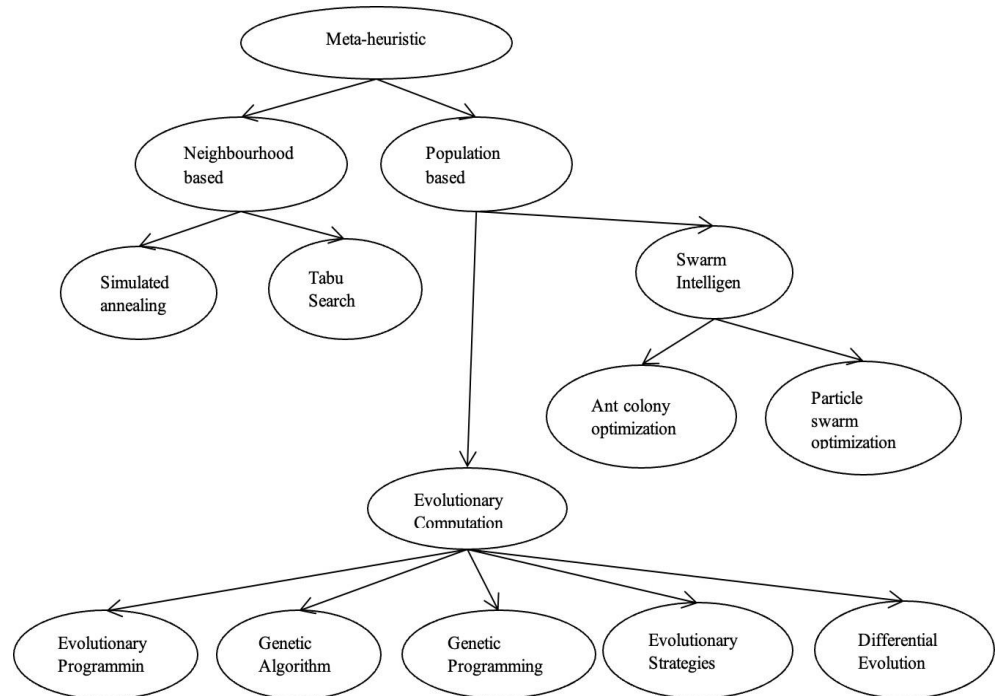 Meta-heuristic
Neighbourhood
based
Population
based
Simulated
annealing
Tabu
Search
Swarm
Intelligen
Ant colony
optimization
Particle
swarm
optimization
Evolutionary
Computation
Evolutionary
Programmin
Genetic
Algorithm
Genetic
Programming
Evolutionary
Strategies
Differential
Evolution